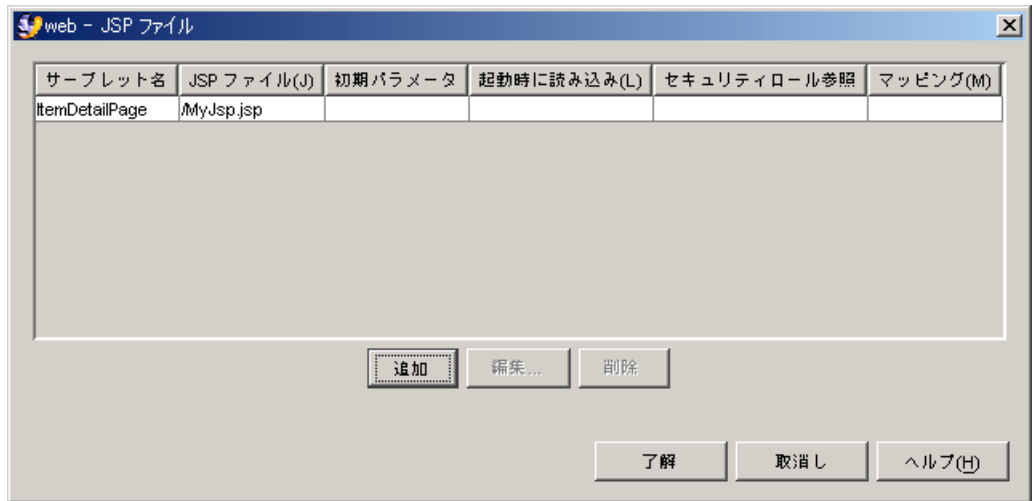 web - JSP ファイル
サーブレット名 JSP ファイル(J) 初期パラメータ 起動時に読み込み(L) セキュリティロール参照 マッピング(M)
ItemDetailPage /MyJsp.jsp
追加 編集... 削除
了解 取消し ヘルプ(H)